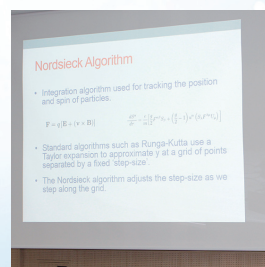 Nordsieck Algorithm
• Integration algorithm used for tracking the position
and spin of particles.
F = q[E + (v × B)]
• Standard algorithms such as Runga-Kutta use a
Taylor expansion to approximate y at a grid of points
separated by a fixed 'step-size'.
• The Nordsieck algorithm adjusts the step-size as we
step along the grid.